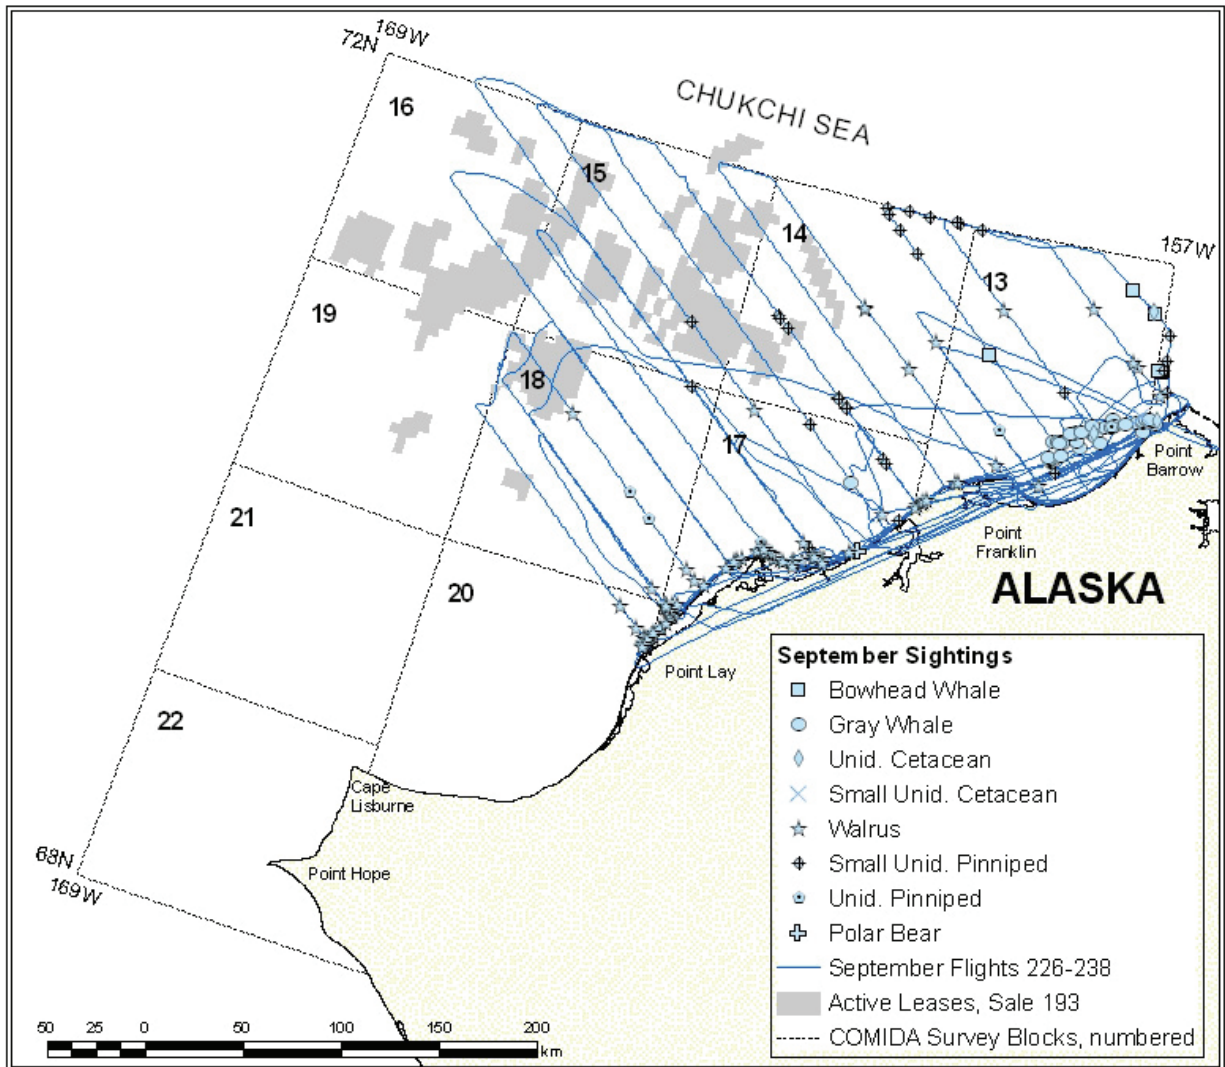 169W
72N
CHUKCHI SEA
16
15
14
157W
13
19
18
17
Point
Barrow
21
Point
Franklin
20
ALASKA
Point Lay
22
Cape
Lisburne
68N
169W
Point Hope
September Sightings
Bowhead Whale
Gray Whale
Unid. Cetacean
Small Unid. Cetacean
Walrus
Small Unid. Pinniped
Unid. Pinniped
Polar Bear
September Flights 226-238
Active Leases, Sale 193
COMIDA Survey Blocks, numbered
50 25 0 50 100 150 200
km